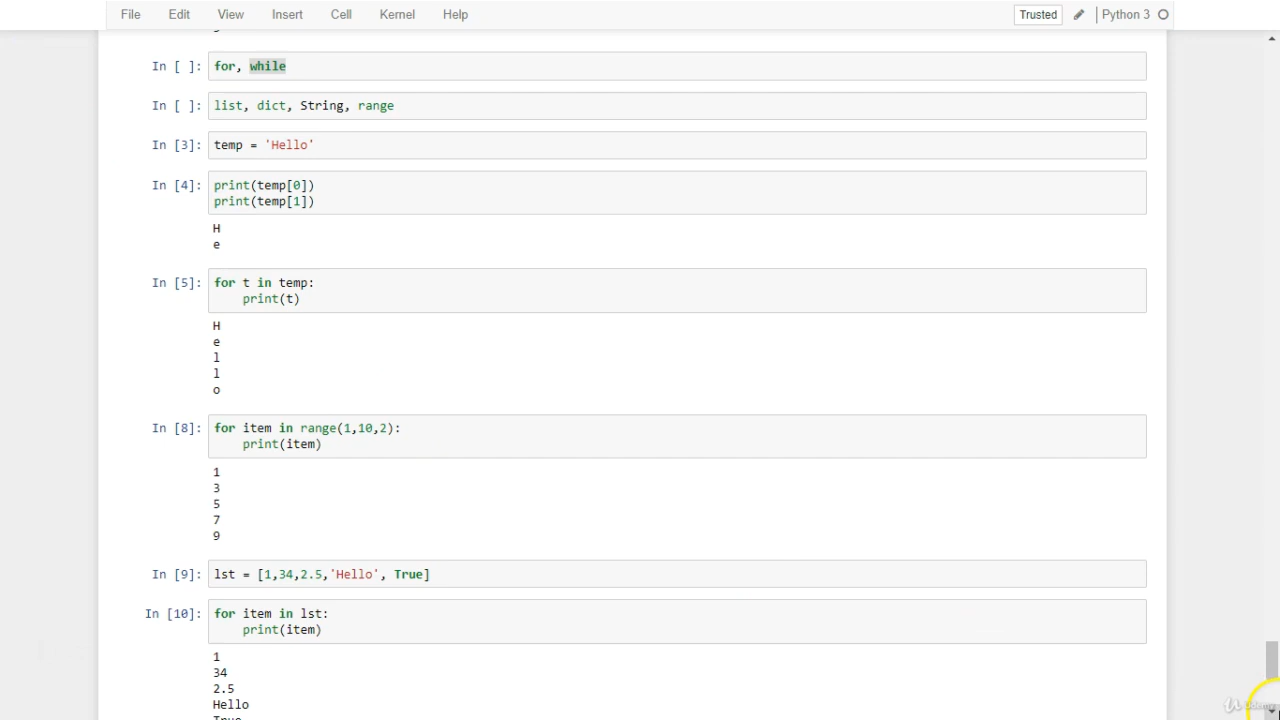 File Edit View Insert Cell Kernel Help Trusted Python 3
In [ ]: for, while
In [ ]: list, dict, String, range
In [3]: temp = 'Hello'
In [4]: print(temp[0])
print(temp[1])
H
e
In [5]: for t in temp:
print(t)
H
e
l
l
o
In [8]: for item in range(1,10,2):
print(item)
1
3
5
7
9
In [9]: lst = [1,34,2.5,'Hello', True]
In [10]: for item in lst:
print(item)
1
34
2.5
Hello
True
Udemy